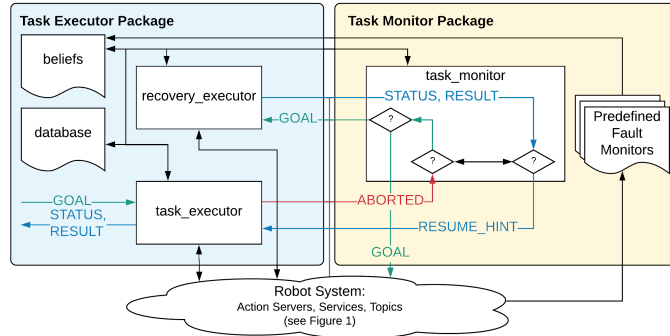 Task Executor Package
Task Monitor Package
beliefs
recovery_executor
task_monitor
STATUS, RESULT
GOAL
?
?
?
database
Predefined
Fault
Monitors
GOAL
STATUS,
RESULT
task_executor
ABORTED
RESUME_HINT
GOAL
Robot System:
Action Servers, Services, Topics
(see Figure 1)